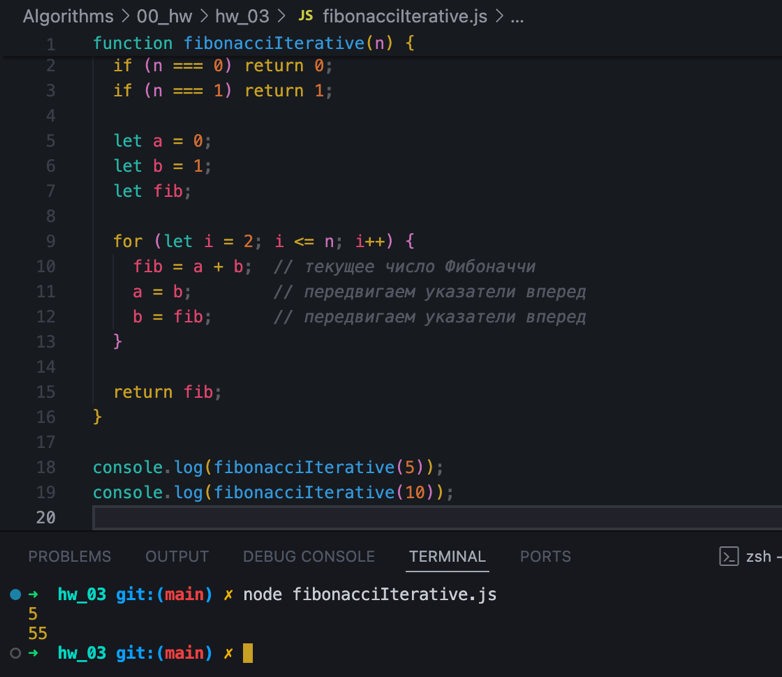 Algorithms > 00_hw > hw_03 > JS fibonacciIterative.js > ...
1 function fibonacciIterative(n) {
2 if (n === 0) return 0;
3 if (n === 1) return 1;
4
5 let a = 0;
6 let b = 1;
7 let fib;
8
9 for (let i = 2; i <= n; i++) {
10 fib = a + b; // текущее число Фибоначчи
11 a = b; // передвигаем указатели вперед
12 b = fib; // передвигаем указатели вперед
13 }
14
15 return fib;
16 }
17
18 console.log(fibonacciIterative(5));
19 console.log(fibonacciIterative(10));
20
PROBLEMS OUTPUT DEBUG CONSOLE TERMINAL PORTS zsh -
➜ hw_03 git:(main) ✗ node fibonacciIterative.js
5
55
➜ hw_03 git:(main) ✗